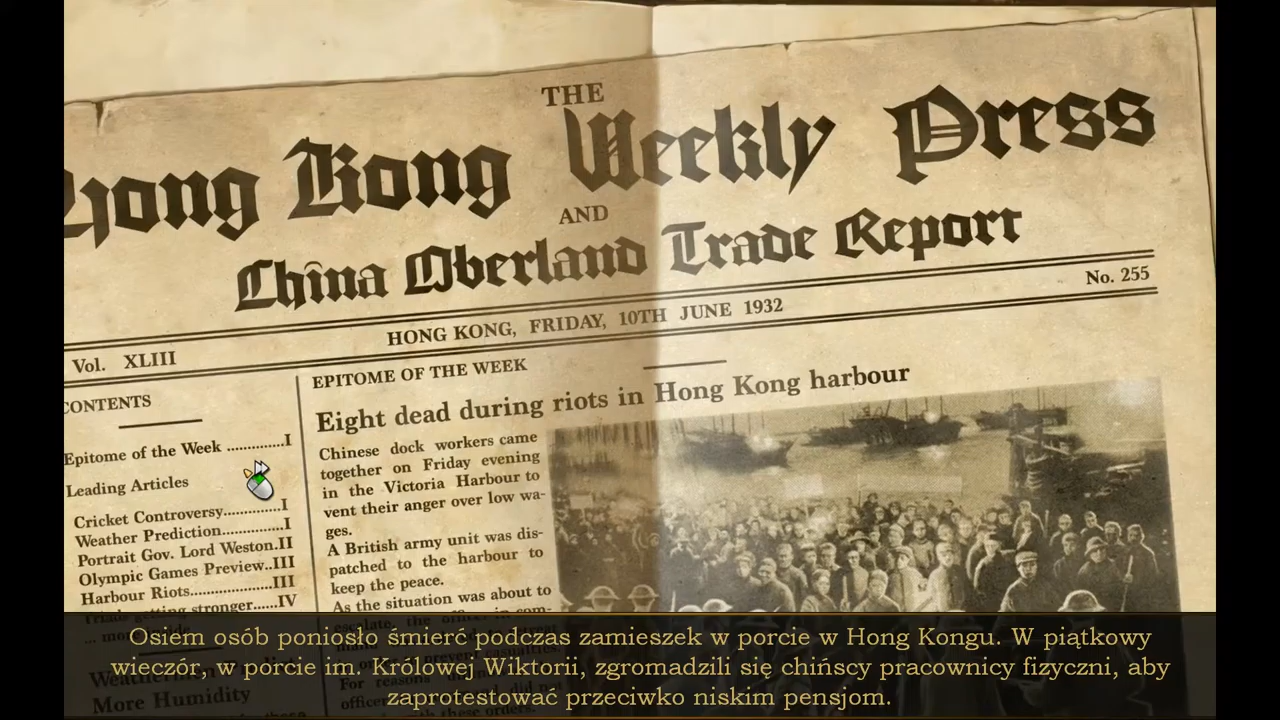 THE
Hong Kong Weekly Press
AND
China Overland Trade Report
Vol. XLIII
HONG KONG, FRIDAY, 10TH JUNE 1932
No. 255
CONTENTS
Epitome of the Week ............I
Leading Articles
Cricket Controversy.............I
Weather Prediction............I
Portrait Gov. Lord Weston.II
Olympic Games Preview..III
Harbour Riots...................III
Triads getting stronger......IV
More Humidity
EPITOME OF THE WEEK
Eight dead during riots in Hong Kong harbour
Chinese dock workers came
together on Friday evening
in the Victoria Harbour to
vent their anger over low wa-
ges.
A British army unit was dis-
patched to the harbour to
keep the peace.
As the situation was about to
Osiem osób poniosło śmierć podczas zamieszek w porcie w Hong Kongu. W piątkowy
wieczór, w porcie im. Królowej Wiktorii, zgromadzili się chińscy pracownicy fizyczni, aby
zaprotestować przeciwko niskim pensjom.